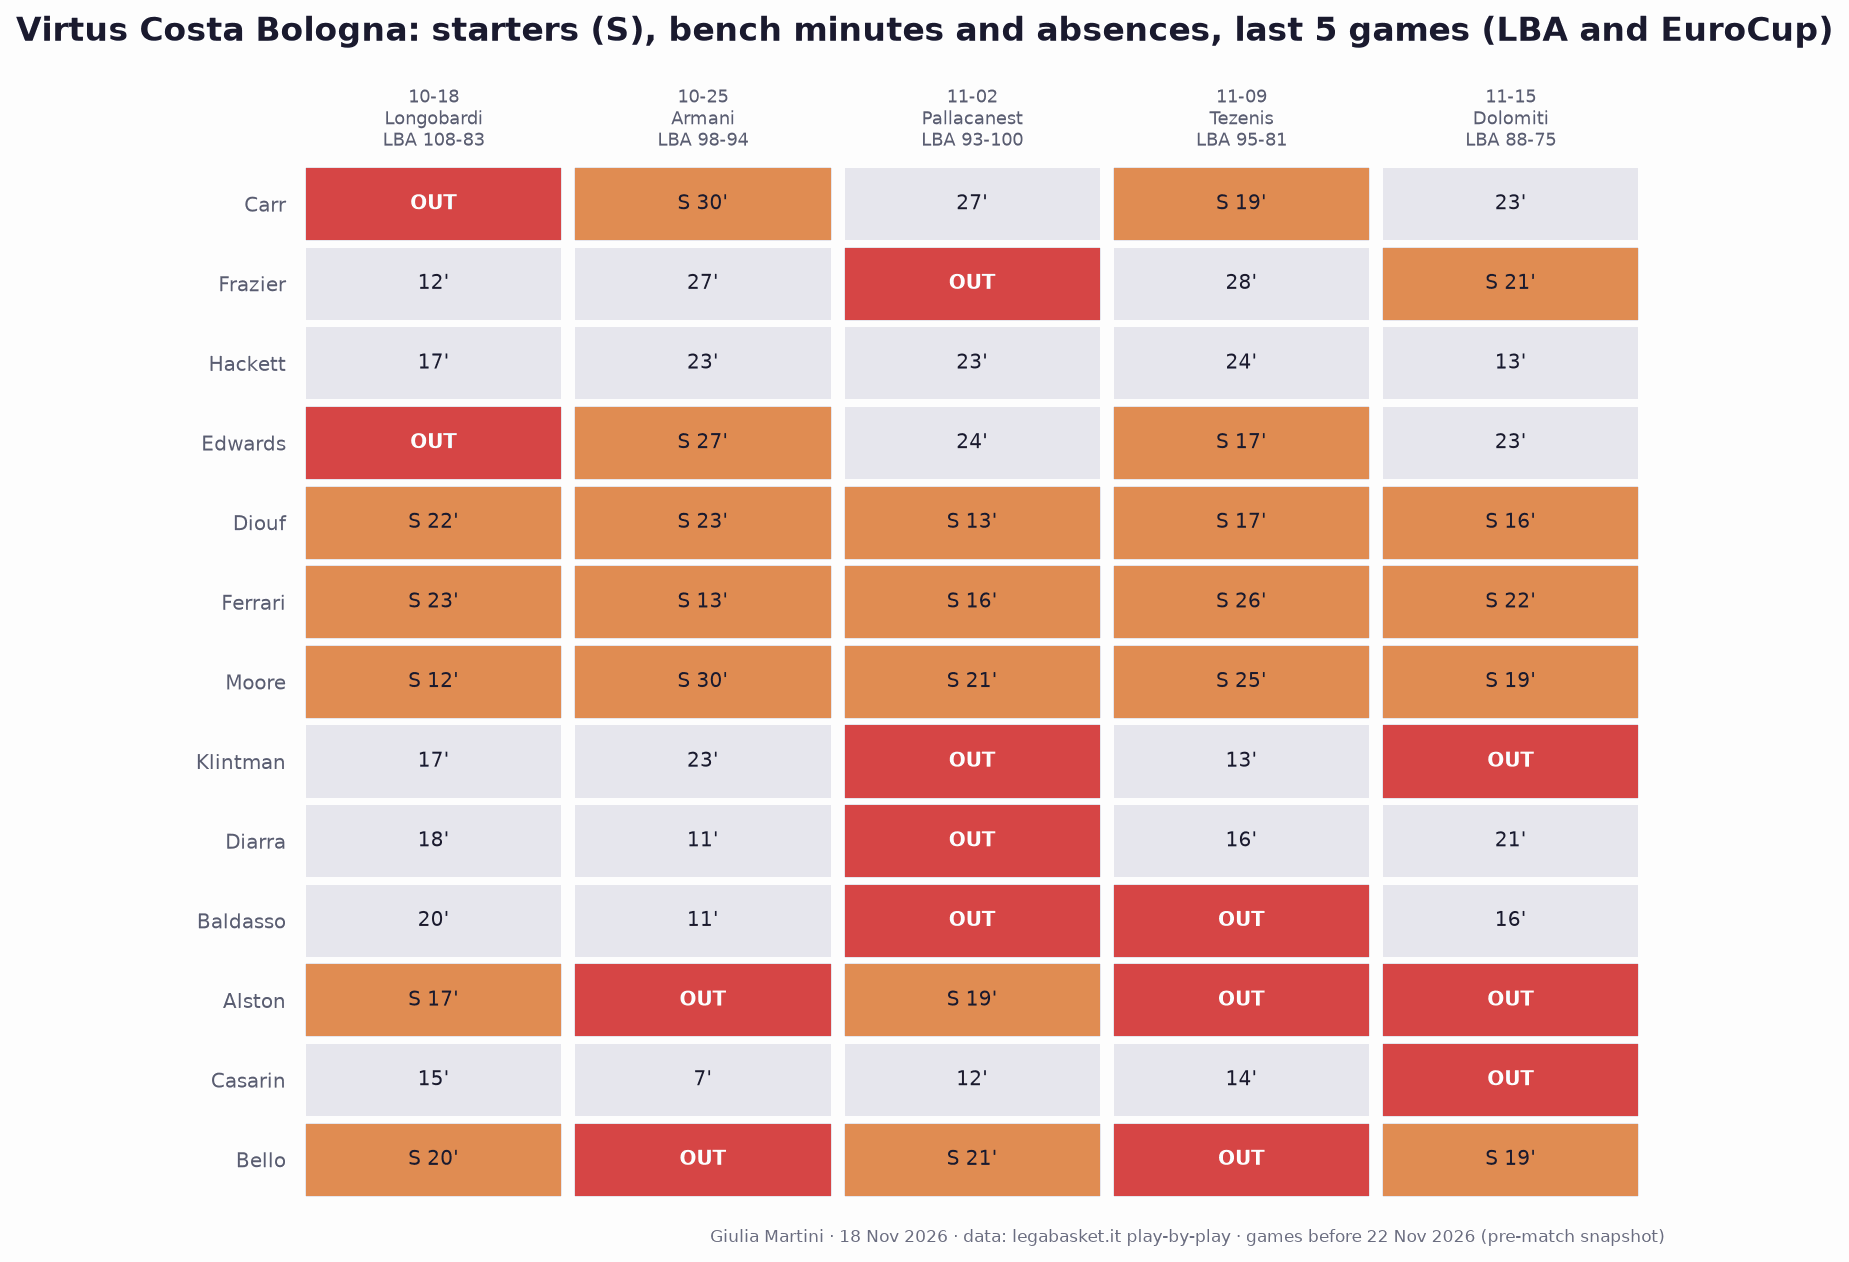 Virtus Costa Bologna: starters (S), bench minutes and absences, last 5 games (LBA and EuroCup)
10-18
Longobardi
LBA 108-83
10-25
Armani
LBA 98-94
11-02
Pallacanest
LBA 93-100
11-09
Tezenis
LBA 95-81
11-15
Dolomiti
LBA 88-75
Carr OUT S 30' 27' S 19' 23'
Frazier 12' 27' OUT 28' S 21'
Hackett 17' 23' 23' 24' 13'
Edwards OUT S 27' 24' S 17' 23'
Diouf S 22' S 23' S 13' S 17' S 16'
Ferrari S 23' S 13' S 16' S 26' S 22'
Moore S 12' S 30' S 21' S 25' S 19'
Klintman 17' 23' OUT 13' OUT
Diarra 18' 11' OUT 16' 21'
Baldasso 20' 11' OUT OUT 16'
Alston S 17' OUT S 19' OUT OUT
Casarin 15' 7' 12' 14' OUT
Bello S 20' OUT S 21' OUT S 19'
Giulia Martini · 18 Nov 2026 · data: legabasket.it play-by-play · games before 22 Nov 2026 (pre-match snapshot)